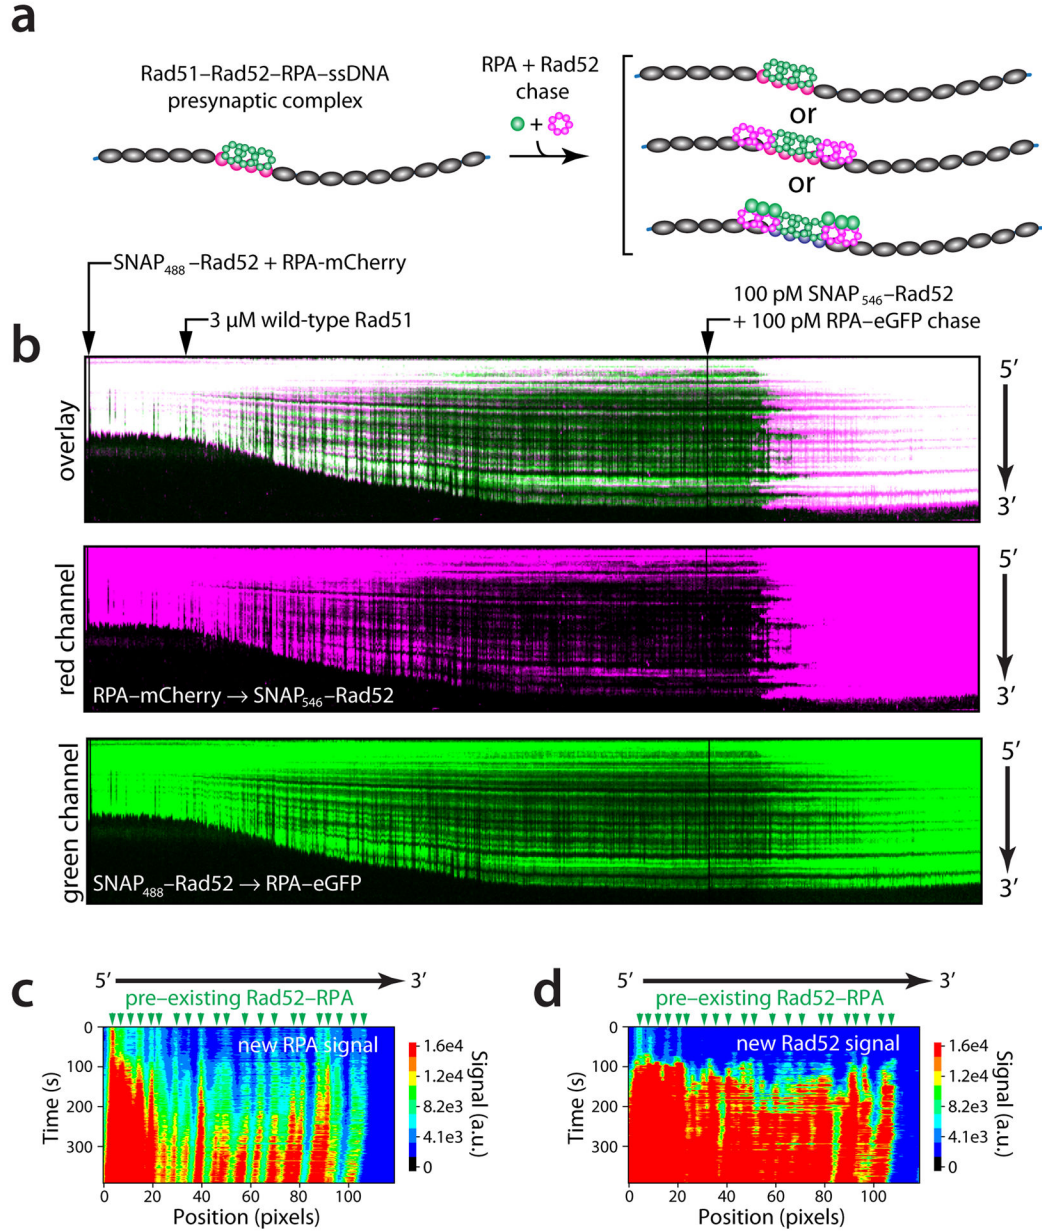 a
Rad51–Rad52–RPA–ssDNA
presynaptic complex
RPA + Rad52
chase
+
or
or
SNAP488 –Rad52 + RPA-mCherry
3 µM wild-type Rad51
100 pM SNAP546–Rad52
+ 100 pM RPA–eGFP chase
b
overlay
5′
3′
red channel
RPA–mCherry → SNAP546–Rad52
5′
3′
green channel
SNAP488–Rad52 → RPA–eGFP
5′
3′
c
5′ 3′
pre–existing Rad52–RPA
new RPA signal
Time (s)
0
100
200
300
0 20 40 60 80 100
Position (pixels)
1.6e4
1.2e4
8.2e3
4.1e3
0
Signal (a.u.)
d
5′ 3′
pre–existing Rad52–RPA
new Rad52 signal
Time (s)
0
100
200
300
0 20 40 60 80 100
Position (pixels)
1.6e4
1.2e4
8.2e3
4.1e3
0
Signal (a.u.)